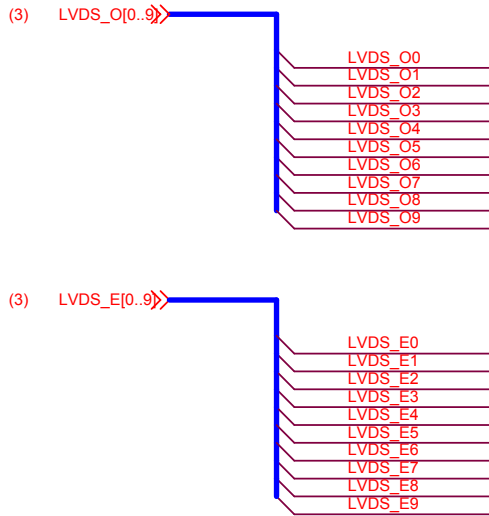 (3) LVDS_O[0..9]
LVDS_O0
LVDS_O1
LVDS_O2
LVDS_O3
LVDS_O4
LVDS_O5
LVDS_O6
LVDS_O7
LVDS_O8
LVDS_O9
(3) LVDS_E[0..9]
LVDS_E0
LVDS_E1
LVDS_E2
LVDS_E3
LVDS_E4
LVDS_E5
LVDS_E6
LVDS_E7
LVDS_E8
LVDS_E9